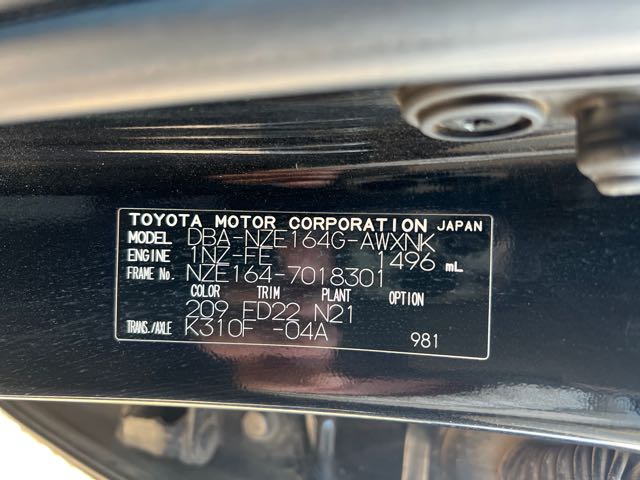 TOYOTA MOTOR CORPORATION JAPAN
MODEL DBA-NZE164G-AWXNK
ENGINE 1NZ-FE 1496 mL
FRAME No. NZE164-7018301
COLOR TRIM PLANT OPTION
209 FD22 N21
TRANS./AXLE K310F -04A
981